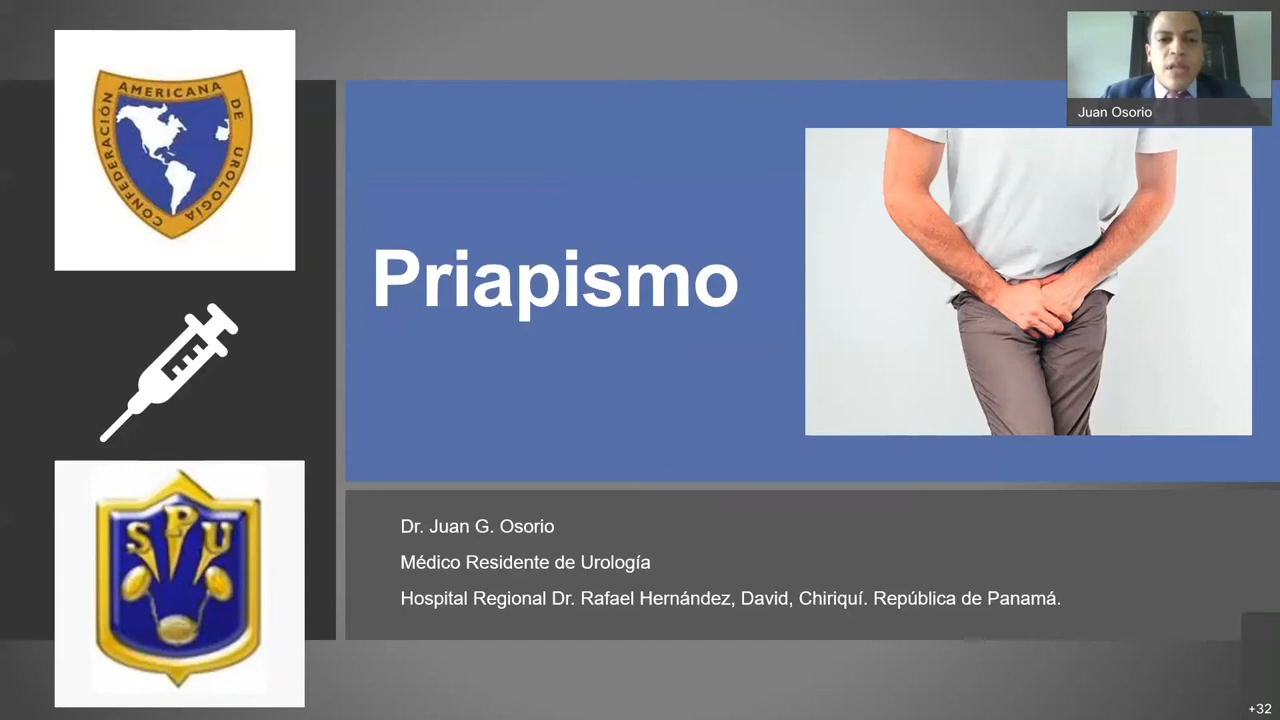 CONFEDERACIÓN AMERICANA DE UROLOGÍA
SPU
Juan Osorio
Priapismo
Dr. Juan G. Osorio
Médico Residente de Urología
Hospital Regional Dr. Rafael Hernández, David, Chiriquí. República de Panamá.
+32